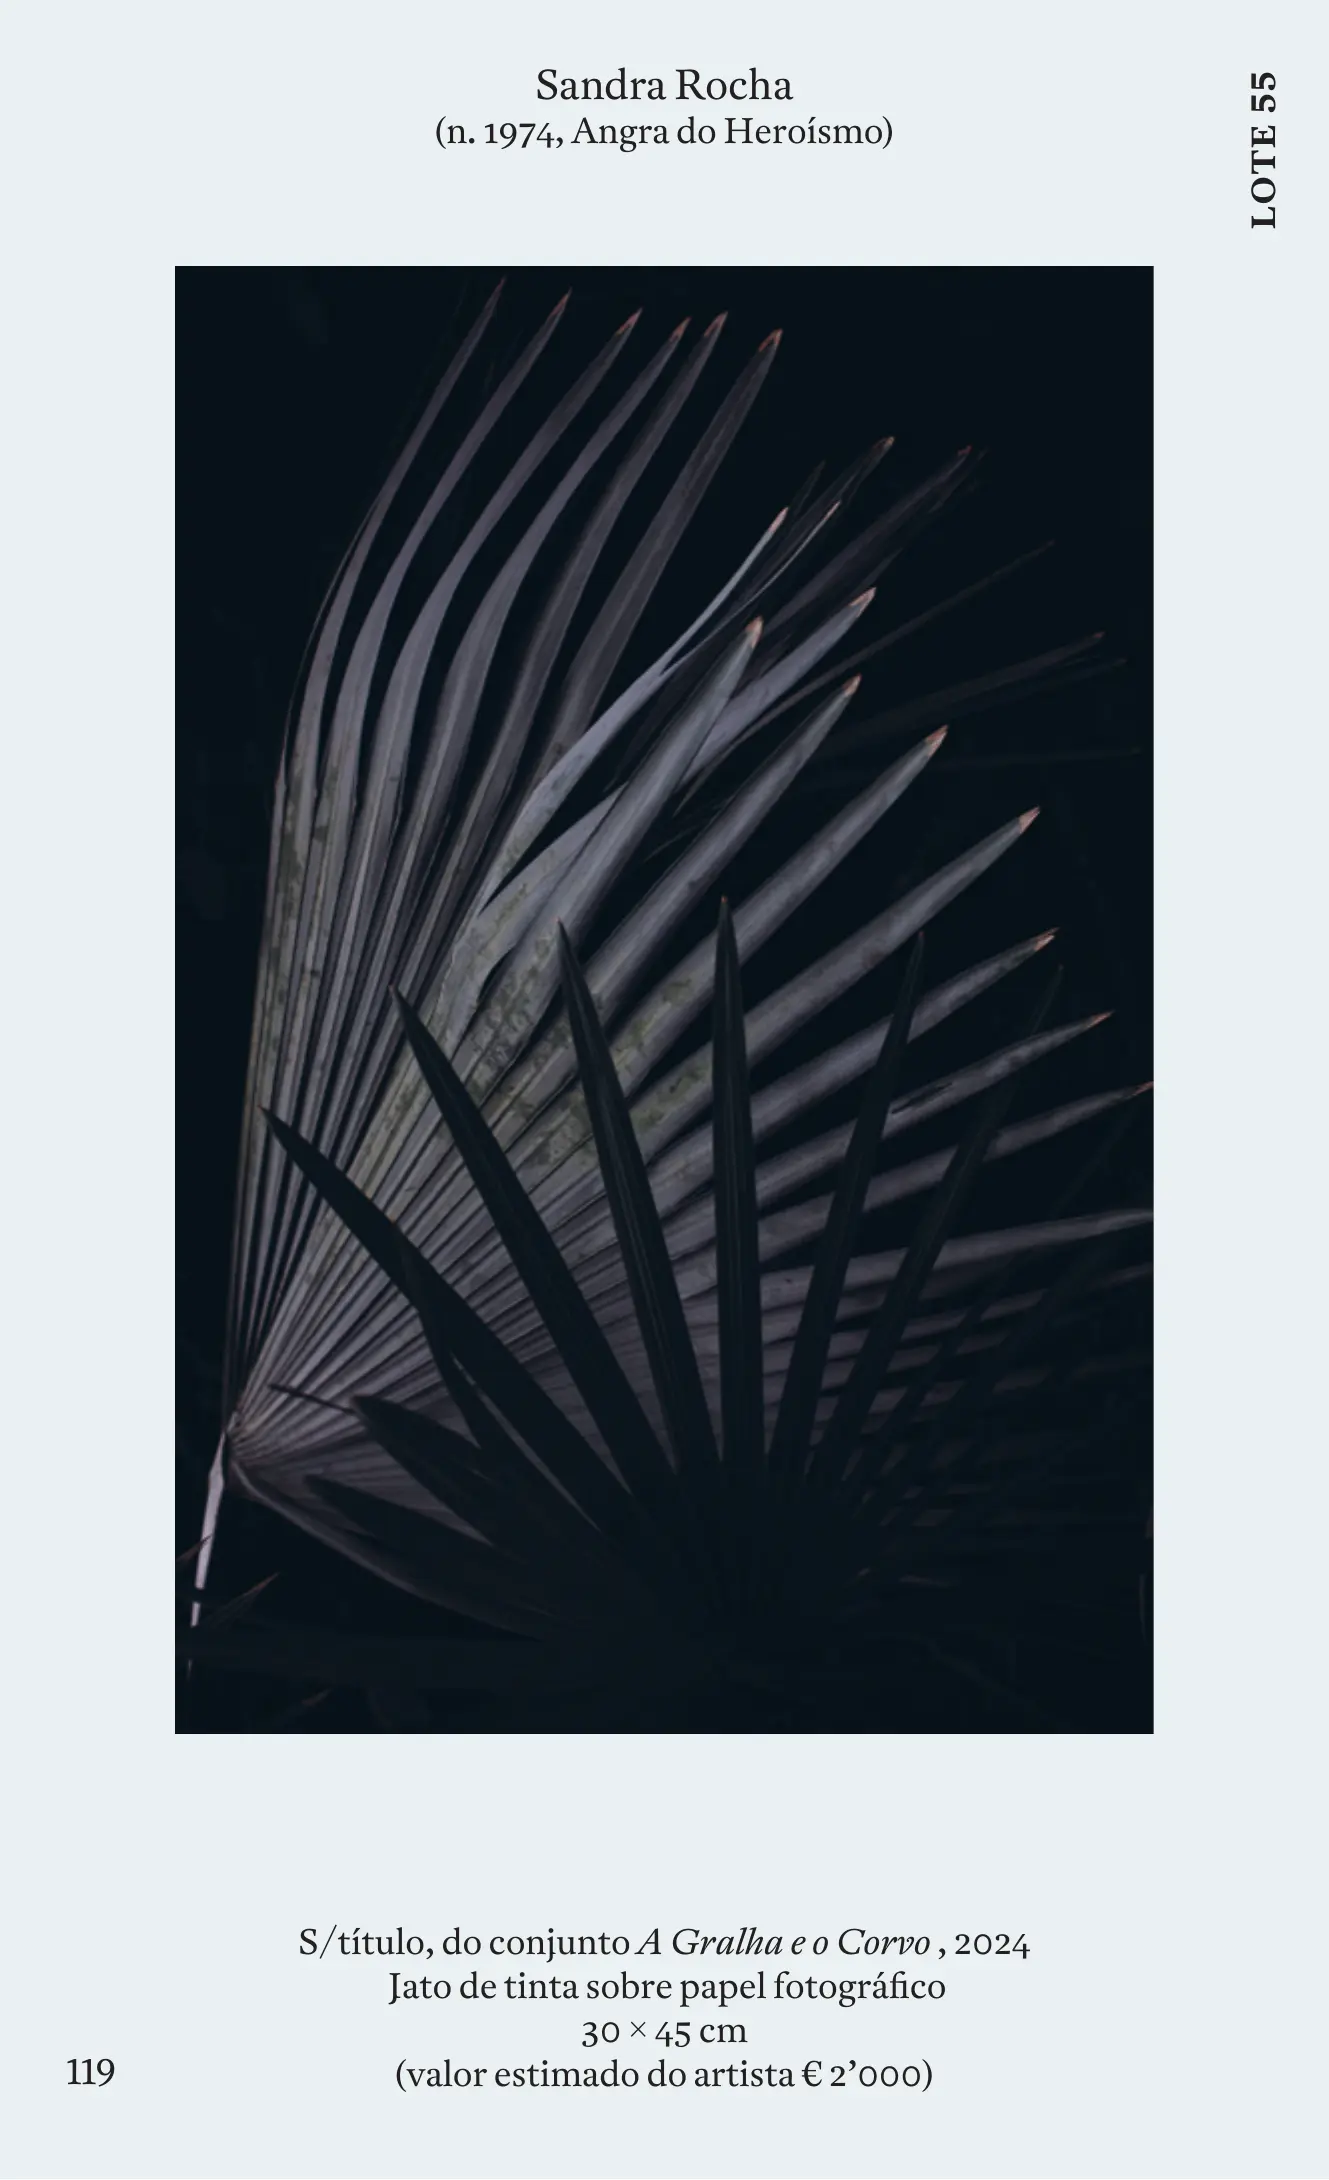 Sandra Rocha
(n. 1974, Angra do Heroísmo)
LOTE 55
S/título, do conjunto A Gralha e o Corvo , 2024
Jato de tinta sobre papel fotográfico
30 × 45 cm
(valor estimado do artista € 2’000)
119